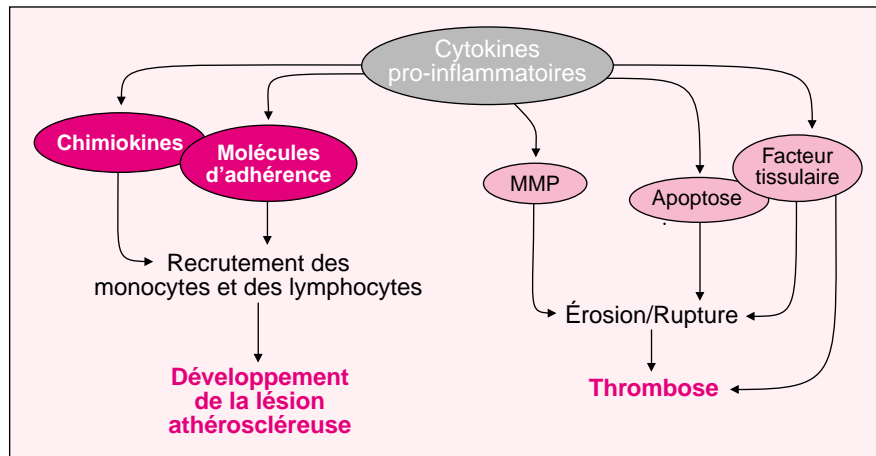 Cytokines
pro-inflammatoires
Chimiokines
Molécules
d'adhérence
MMP
Apoptose
Facteur
tissulaire
Recrutement des
monocytes et des lymphocytes
Érosion/Rupture
Développement
de la lésion
athéroscléreuse
Thrombose